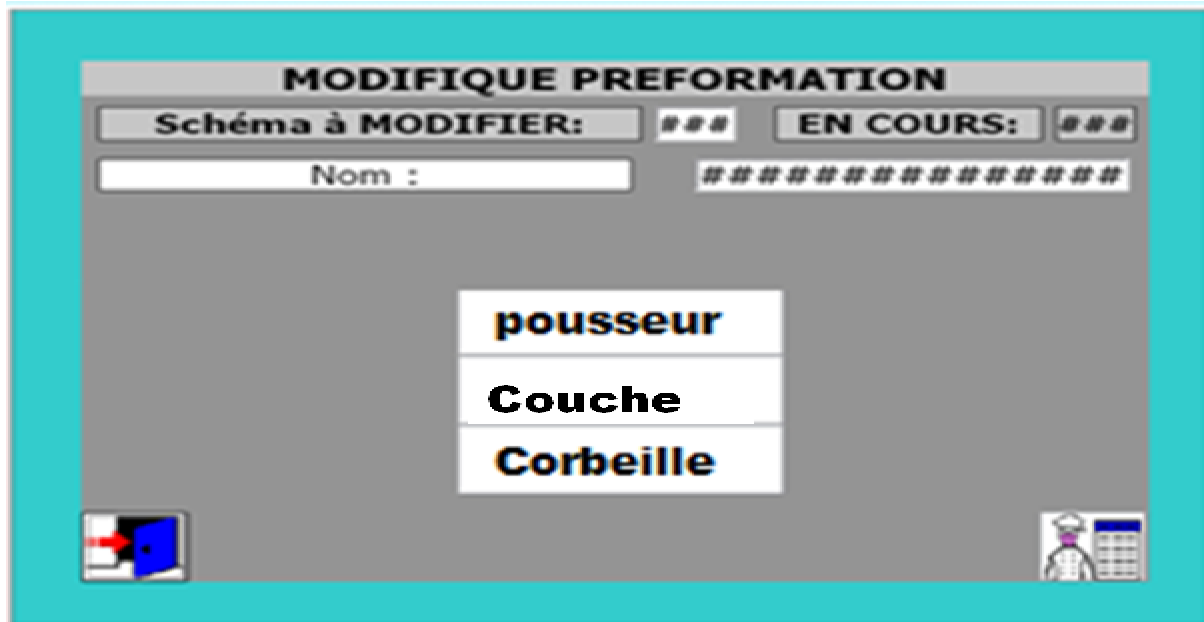 MODIFIQUE PREFORMATION
Schéma à MODIFIER: ### EN COURS: ###
Nom : ###############
pousseur
Couche
Corbeille